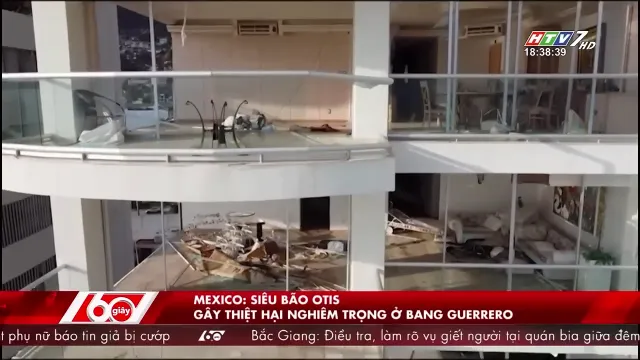 HTV7 HD
18:38:39
MEXICO: SIÊU BÃO OTIS
GÂY THIỆT HẠI NGHIÊM TRỌNG Ở BANG GUERRERO
60 giây
t phụ nữ báo tin giả bị cướp 60 Bắc Giang: Điều tra, làm rõ vụ giết người tại quán bia giữa đêm